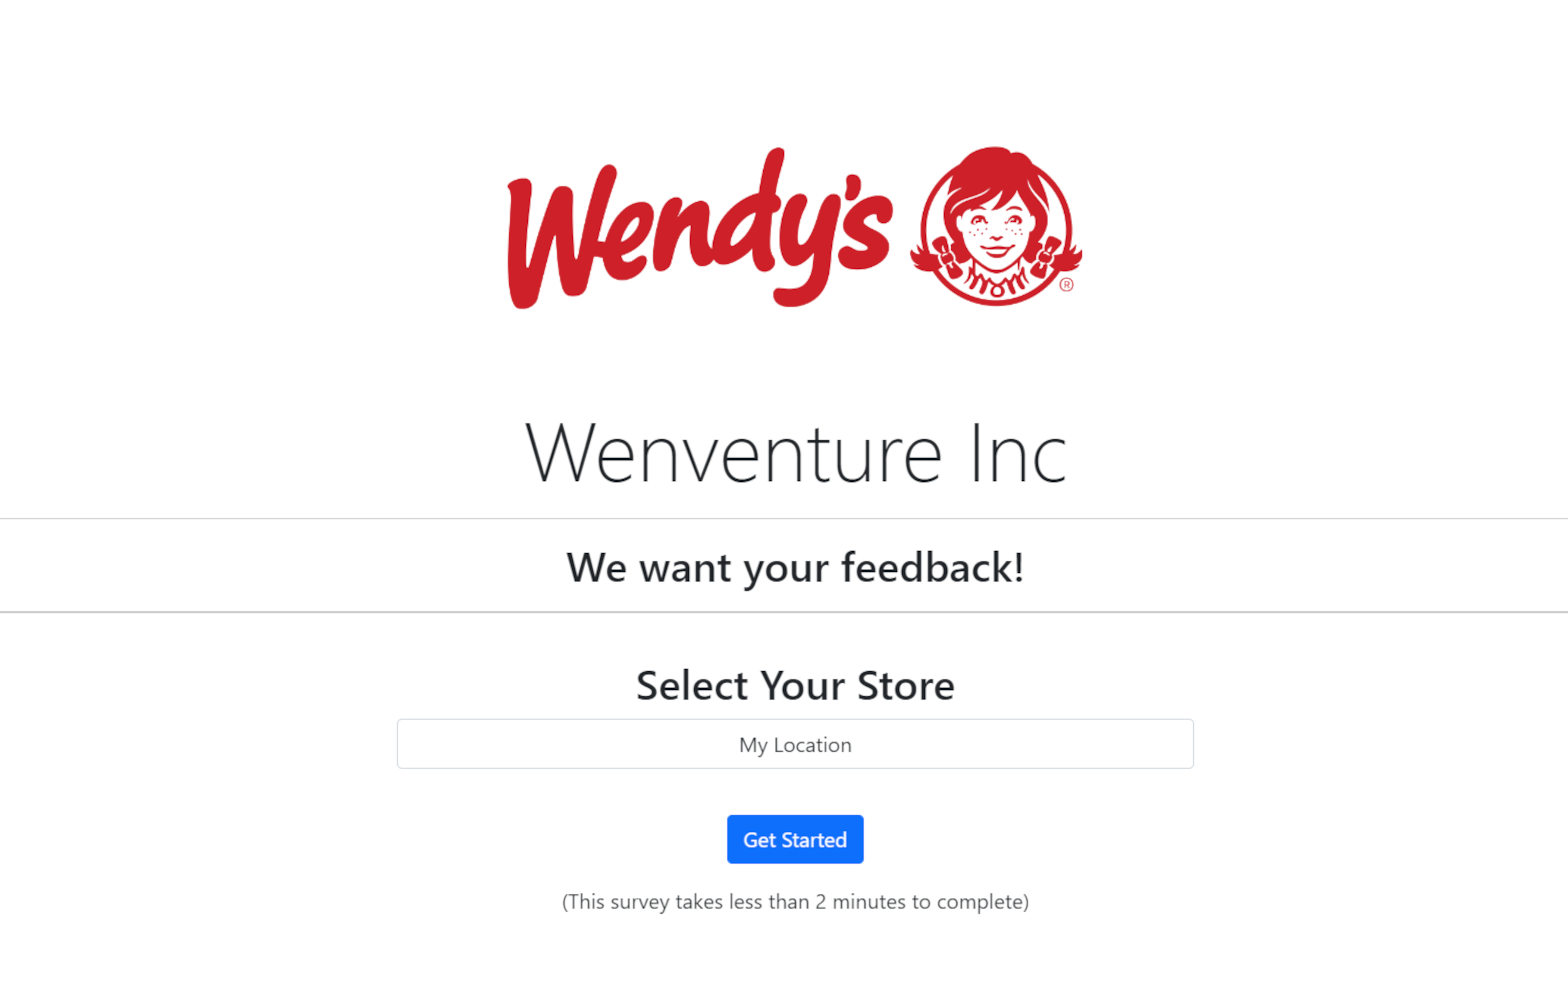 Wendy's
MOM
®
Wenventure Inc
We want your feedback!
Select Your Store
My Location
Get Started
(This survey takes less than 2 minutes to complete)